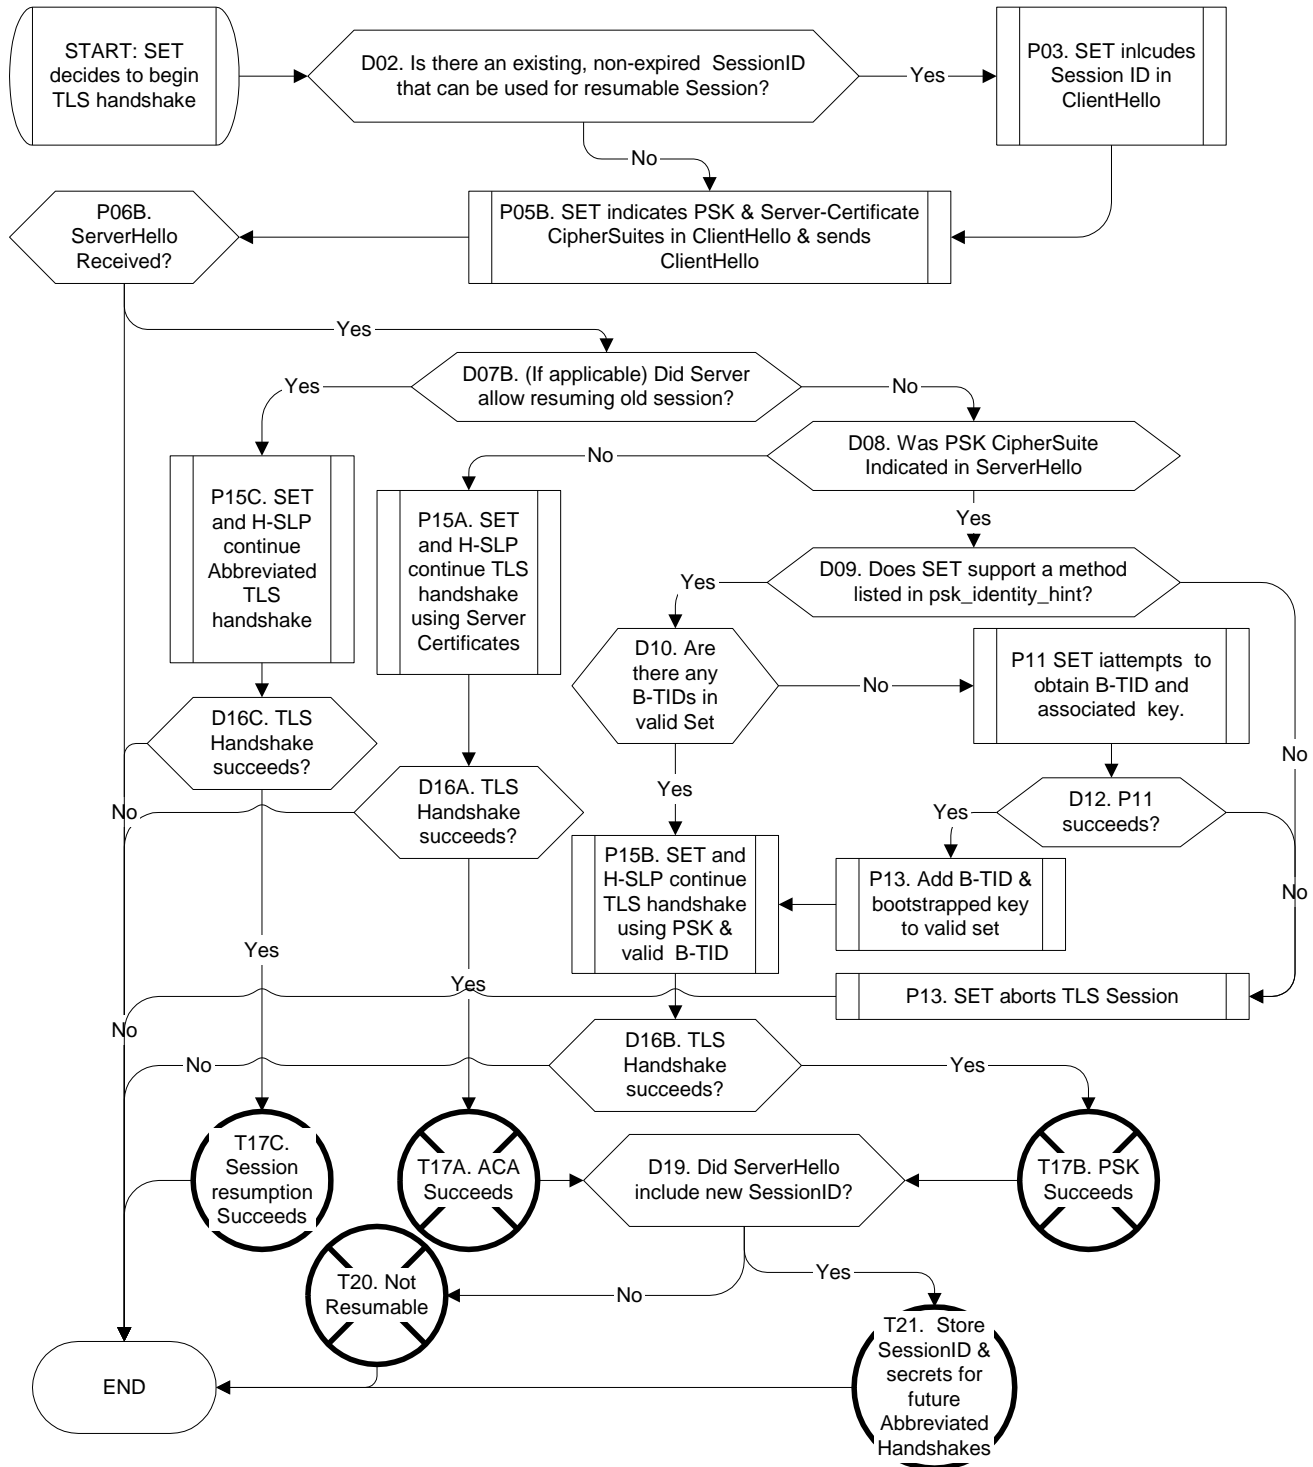 START: SET
decides to begin
TLS handshake
D02. Is there an existing, non-expired  SessionID
that can be used for resumable Session?
Yes
P03. SET inlcudes
Session ID in
ClientHello
No
P06B.
ServerHello
Received?
P05B. SET indicates PSK & Server-Certificate
CipherSuites in ClientHello & sends
ClientHello
Yes
D07B. (If applicable) Did Server
allow resuming old session?
Yes
No
D08. Was PSK CipherSuite
Indicated in ServerHello
No
Yes
P15C. SET
and H-SLP
continue
Abbreviated
TLS
handshake
P15A. SET
and H-SLP
continue TLS
handshake
using Server
Certificates
D09. Does SET support a method
listed in psk_identity_hint?
Yes
No
D10. Are
there any
B-TIDs in
valid Set
No
P11 SET iattempts  to
obtain B-TID and
associated  key.
D16C. TLS
Handshake
succeeds?
No
D16A. TLS
Handshake
succeeds?
Yes
D12. P11
succeeds?
Yes
No
P15B. SET and
H-SLP continue
TLS handshake
using PSK &
valid  B-TID
P13. Add B-TID &
bootstrapped key
to valid set
Yes
Yes
P13. SET aborts TLS Session
No
D16B. TLS
Handshake
succeeds?
No
Yes
T17C.
Session
resumption
Succeeds
T17A. ACA
Succeeds
D19. Did ServerHello
include new SessionID?
T17B. PSK
Succeeds
T20. Not
Resumable
No
Yes
T21.  Store
SessionID &
secrets for
future
Abbreviated
Handshakes
END